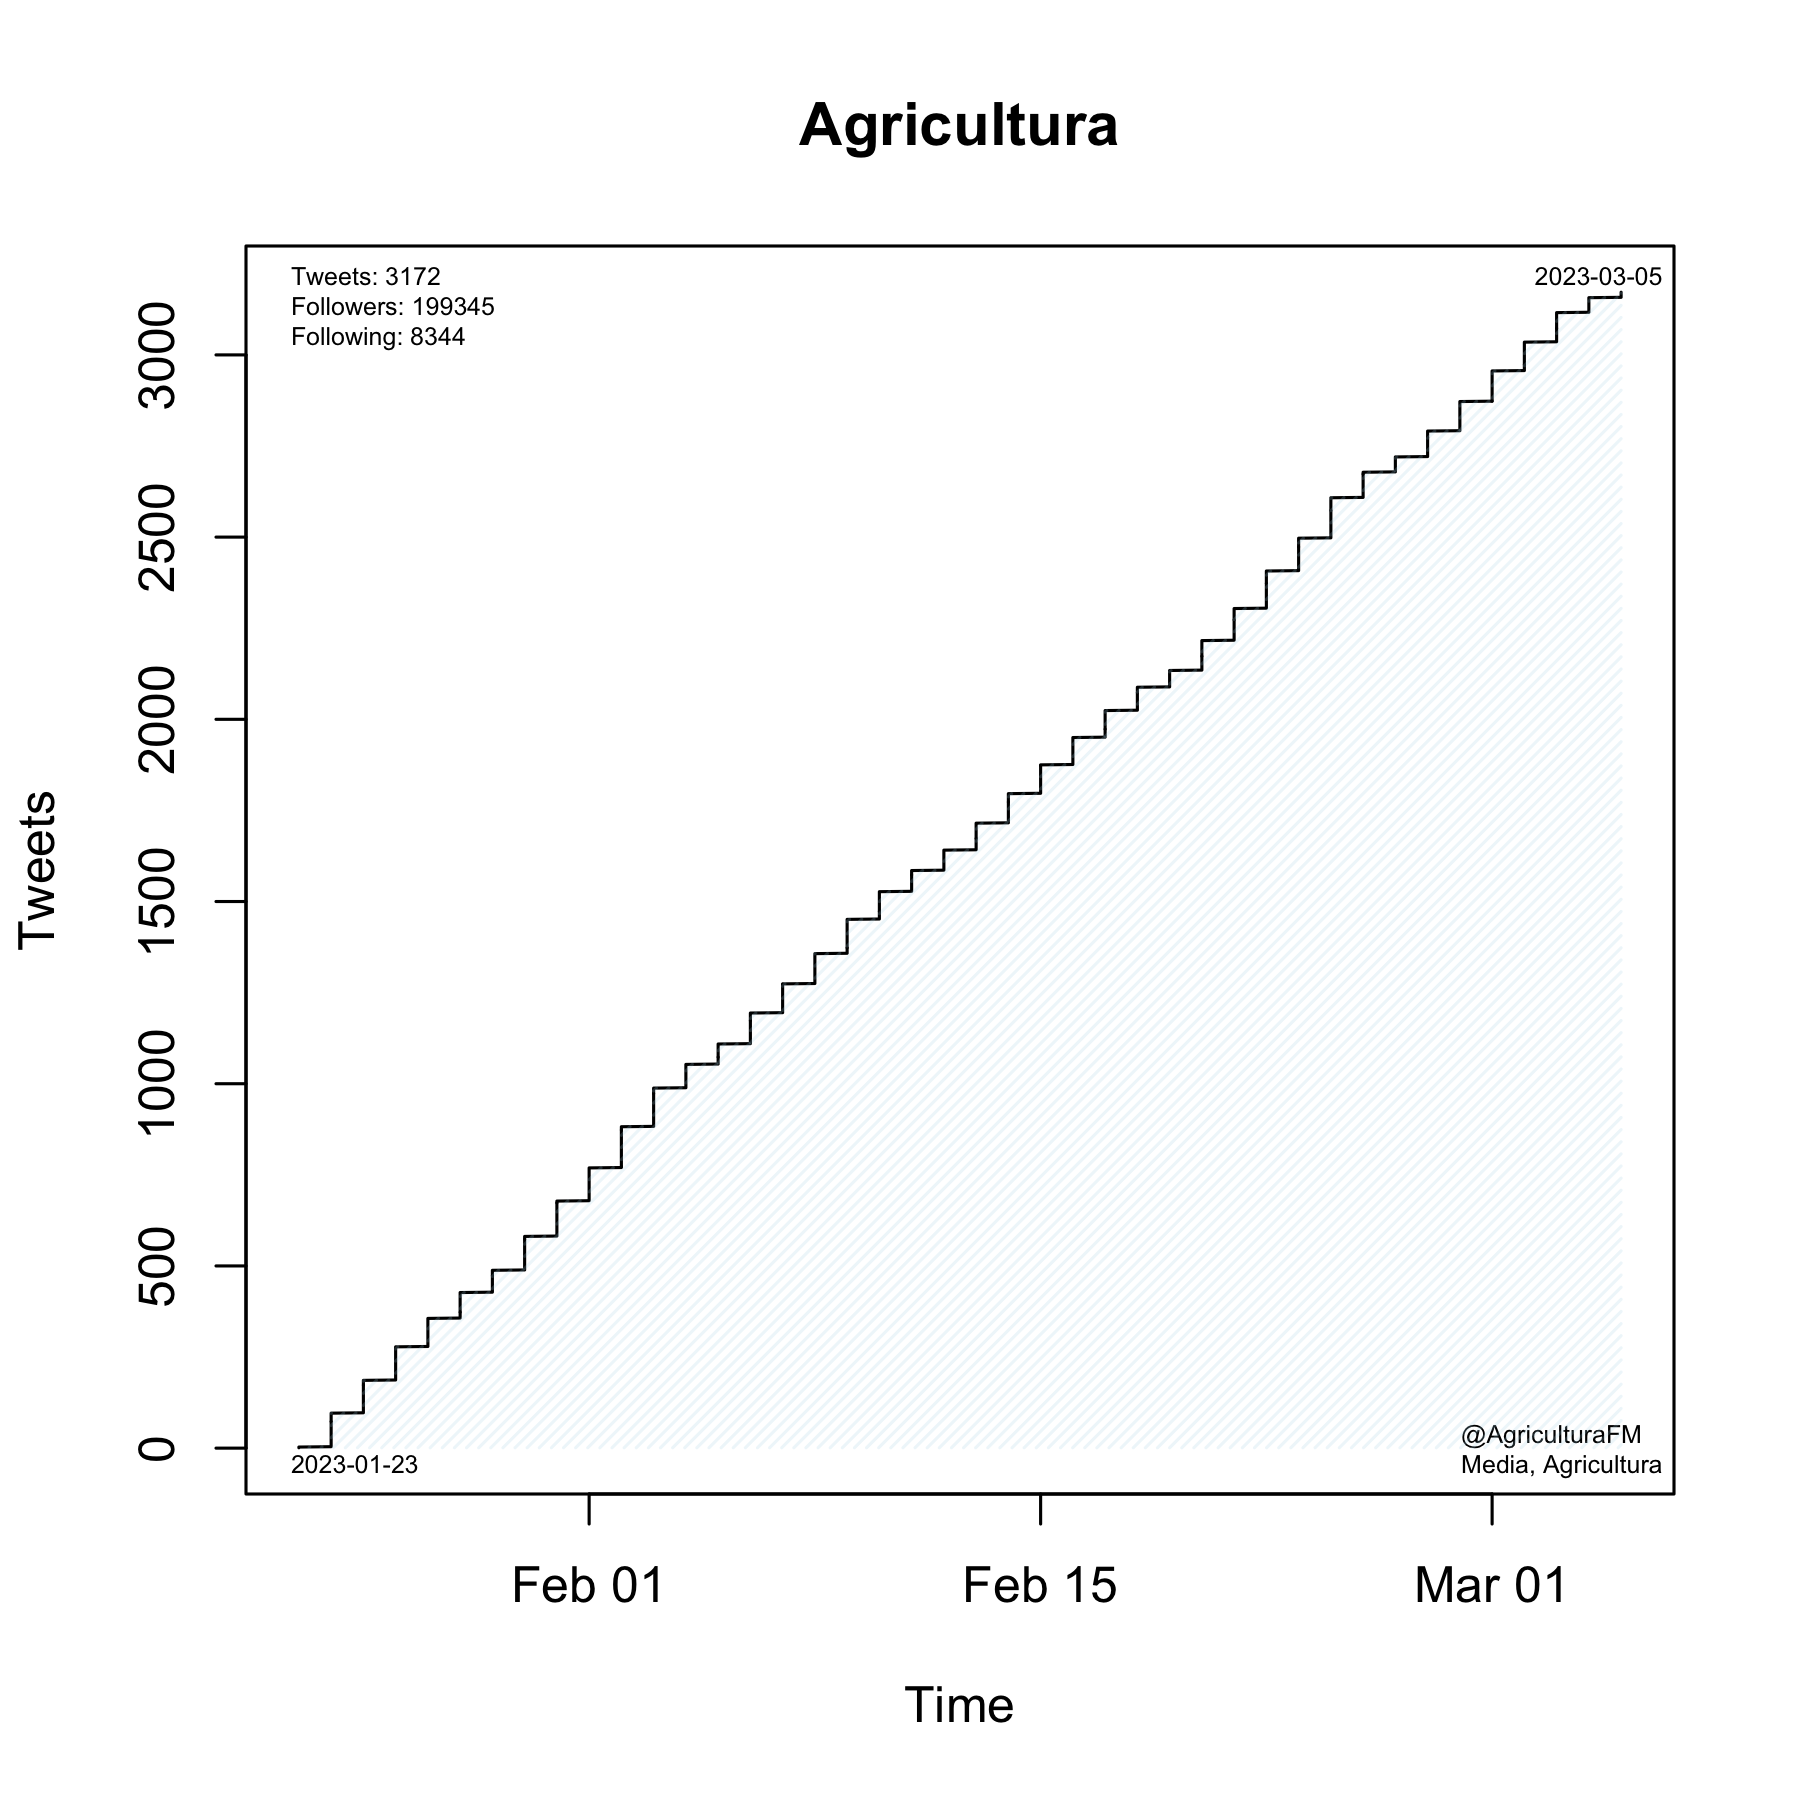 Agricultura
Tweets: 3172
Followers: 199345
Following: 8344
2023-03-05
3000
2500
2000
1500
1000
500
0
Tweets
2023-01-23
@AgriculturaFM
Media, Agricultura
Feb 01
Feb 15
Mar 01
Time